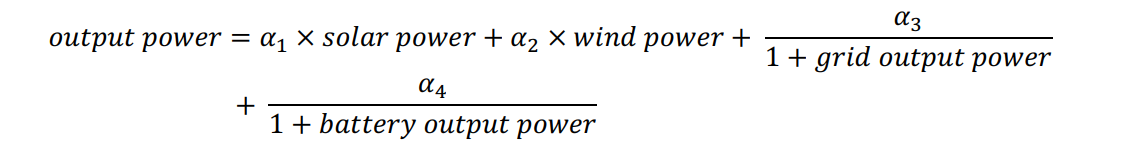 output power = α₁ × solar power + α₂ × wind power + α₃ / (1 + grid output power)
+ α₄ / (1 + battery output power)